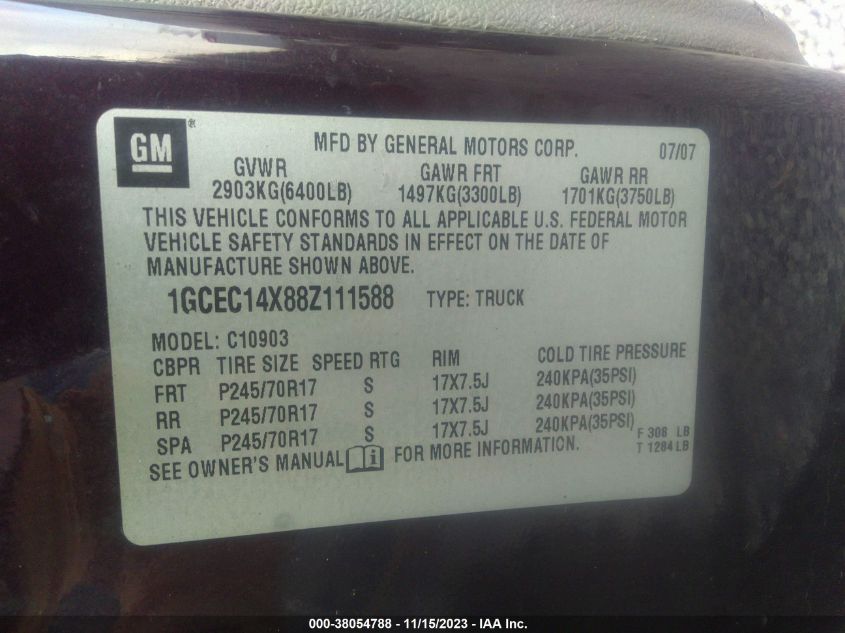 GM® MFD BY GENERAL MOTORS CORP. 07/07
GVWR GAWR FRT GAWR RR
2903KG(6400LB) 1497KG(3300LB) 1701KG(3750LB)
THIS VEHICLE CONFORMS TO ALL APPLICABLE U.S. FEDERAL MOTOR
VEHICLE SAFETY STANDARDS IN EFFECT ON THE DATE OF
MANUFACTURE SHOWN ABOVE.
1GCEC14X88Z111588 TYPE: TRUCK
MODEL: C10903
CBPR TIRE SIZE SPEED RTG RIM COLD TIRE PRESSURE
FRT P245/70R17 S 17X7.5J 240KPA(35PSI)
RR P245/70R17 S 17X7.5J 240KPA(35PSI)
SPA P245/70R17 S 17X7.5J 240KPA(35PSI)
SEE OWNER'S MANUAL i FOR MORE INFORMATION.
F 308 LB
T 1284 LB
000-38054788 - 11/15/2023 - IAA Inc.